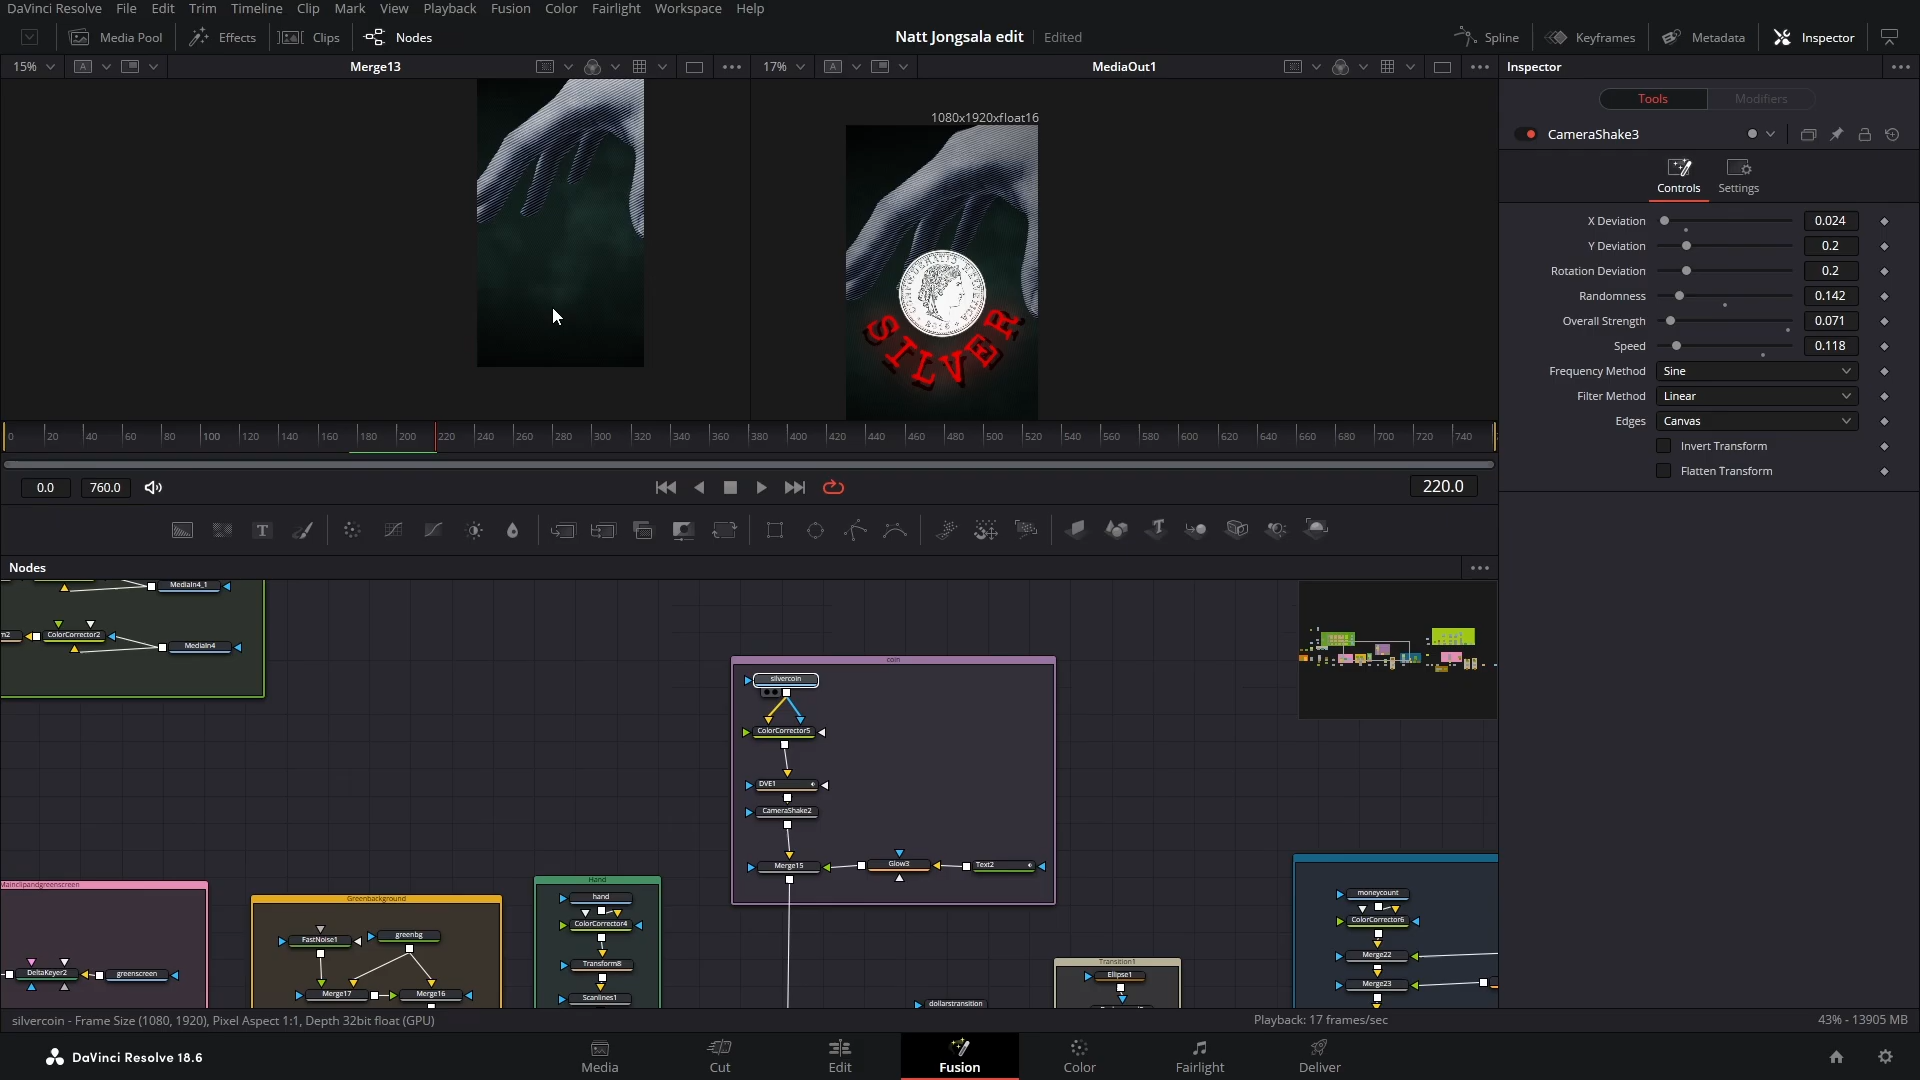 DaVinci Resolve File Edit Trim Timeline Clip Mark View Playback Fusion Color Fairlight Workspace Help
Media Pool Effects Clips Nodes Natt Jongsala edit Edited Spline Keyframes Metadata Inspector
15% A Merge13 17% A MediaOut1 Inspector
Tools Modifiers
1080x1920xfloat16
CameraShake3
Controls Settings
X Deviation 0.024
Y Deviation 0.2
Rotation Deviation 0.2
Randomness 0.142
Overall Strength 0.071
Speed 0.118
Frequency Method Sine
Filter Method Linear
Edges Canvas
Invert Transform
Flatten Transform
CONFŒDERATIO HELVETICA
2016
SILVER
0 20 40 60 80 100 120 140 160 180 200 220 240 260 280 300 320 340 360 380 400 420 440 460 480 500 520 540 560 580 600 620 640 660 680 700 720 740
0.0 760.0 220.0
T
Nodes
MediaIn4_1
m2 ColorCorrector2 MediaIn4
coin
silvercoin
ColorCorrector5
DVE1
CameraShake2
Merge15 Glow3 Text2
Mainclipandgreenscreen
DeltaKeyer2 greenscreen
Greenbackground
FastNoise1 greenbg
Merge17 Merge16
Hand
hand
ColorCorrector4
Transform8
Scanlines1
dollarstransition
Transition1
Ellipse1
moneycount
ColorCorrector6
Merge22
Merge23
silvercoin - Frame Size (1080, 1920), Pixel Aspect 1:1, Depth 32bit float (GPU) Playback: 17 frames/sec 43% - 13905 MB
DaVinci Resolve 18.6 Media Cut Edit Fusion Color Fairlight Deliver